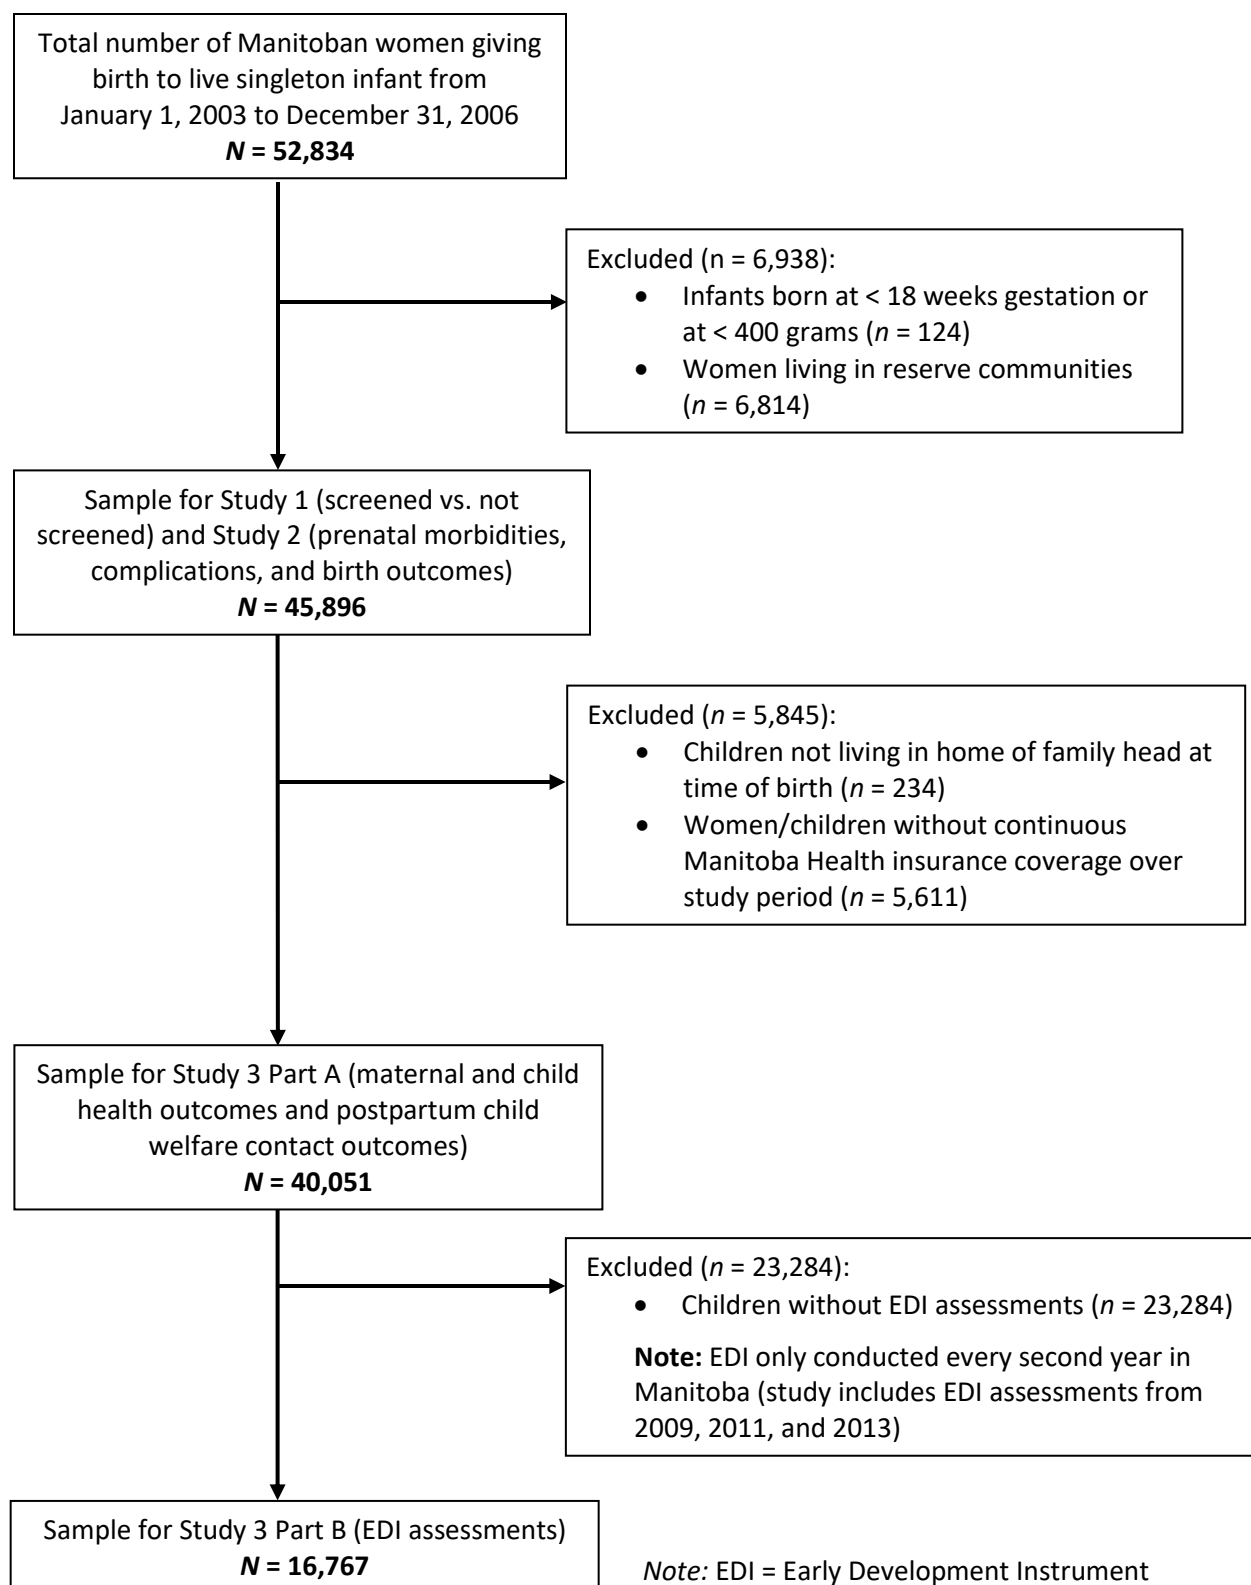 Total number of Manitoban women giving
birth to live singleton infant from
January 1, 2003 to December 31, 2006
N = 52,834
Excluded (n = 6,938):
• Infants born at < 18 weeks gestation or
at < 400 grams (n = 124)
• Women living in reserve communities
(n = 6,814)
Sample for Study 1 (screened vs. not
screened) and Study 2 (prenatal morbidities,
complications, and birth outcomes)
N = 45,896
Excluded (n = 5,845):
• Children not living in home of family head at
time of birth (n = 234)
• Women/children without continuous
Manitoba Health insurance coverage over
study period (n = 5,611)
Sample for Study 3 Part A (maternal and child
health outcomes and postpartum child
welfare contact outcomes)
N = 40,051
Excluded (n = 23,284):
• Children without EDI assessments (n = 23,284)
Note: EDI only conducted every second year in
Manitoba (study includes EDI assessments from
2009, 2011, and 2013)
Sample for Study 3 Part B (EDI assessments)
N = 16,767
Note: EDI = Early Development Instrument